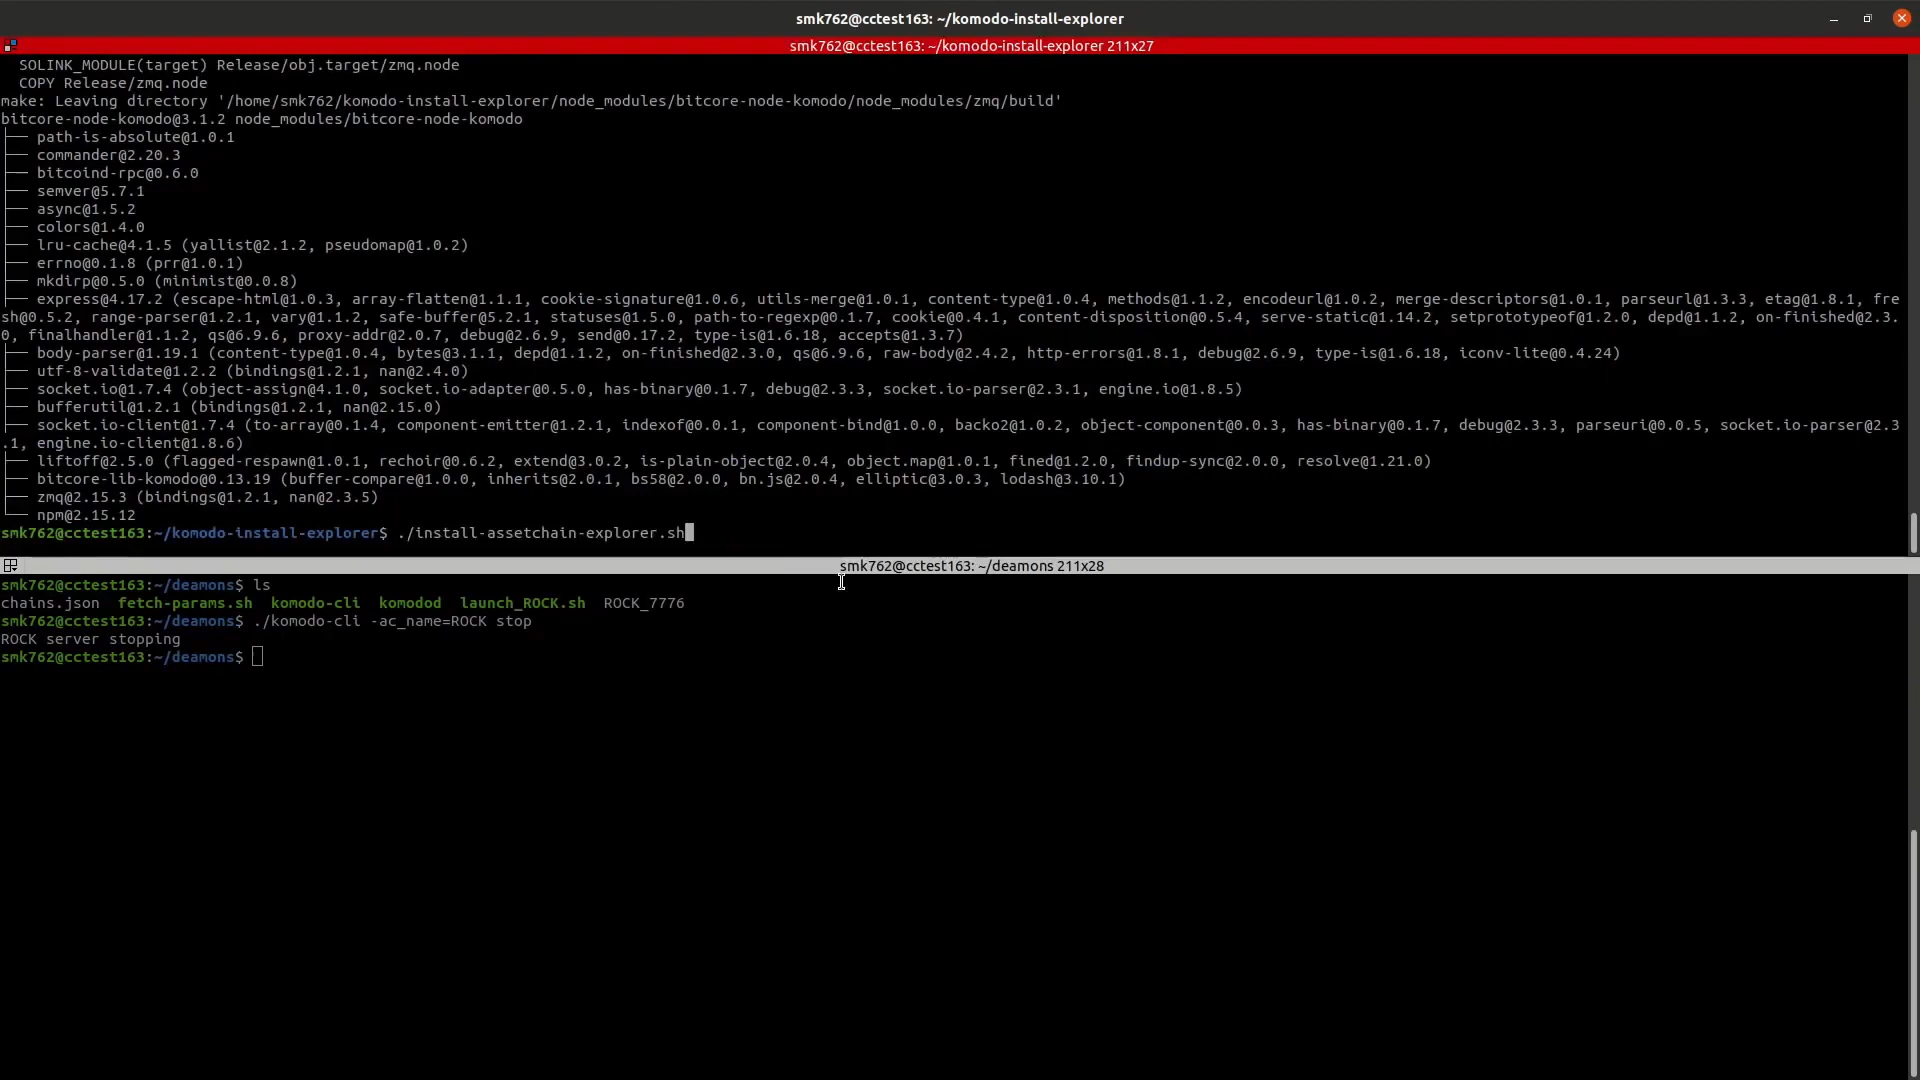 smk762@cctest163: ~/komodo-install-explorer
smk762@cctest163: ~/komodo-install-explorer 211x27
SOLINK_MODULE(target) Release/obj.target/zmq.node
COPY Release/zmq.node
make: Leaving directory '/home/smk762/komodo-install-explorer/node_modules/bitcore-node-komodo/node_modules/zmq/build'
bitcore-node-komodo@3.1.2 node_modules/bitcore-node-komodo
├── path-is-absolute@1.0.1
├── commander@2.20.3
├── bitcoind-rpc@0.6.0
├── semver@5.7.1
├── async@1.5.2
├── colors@1.4.0
├── lru-cache@4.1.5 (yallist@2.1.2, pseudomap@1.0.2)
├── errno@0.1.8 (prr@1.0.1)
├── mkdirp@0.5.0 (minimist@0.0.8)
├── express@4.17.2 (escape-html@1.0.3, array-flatten@1.1.1, cookie-signature@1.0.6, utils-merge@1.0.1, content-type@1.0.4, methods@1.1.2, encodeurl@1.0.2, merge-descriptors@1.0.1, parseurl@1.3.3, etag@1.8.1, fre
sh@0.5.2, range-parser@1.2.1, vary@1.1.2, safe-buffer@5.2.1, statuses@1.5.0, path-to-regexp@0.1.7, cookie@0.4.1, content-disposition@0.5.4, serve-static@1.14.2, setprototypeof@1.2.0, depd@1.1.2, on-finished@2.3.
0, finalhandler@1.1.2, qs@6.9.6, proxy-addr@2.0.7, debug@2.6.9, send@0.17.2, type-is@1.6.18, accepts@1.3.7)
├── body-parser@1.19.1 (content-type@1.0.4, bytes@3.1.1, depd@1.1.2, on-finished@2.3.0, qs@6.9.6, raw-body@2.4.2, http-errors@1.8.1, debug@2.6.9, type-is@1.6.18, iconv-lite@0.4.24)
├── utf-8-validate@1.2.2 (bindings@1.2.1, nan@2.4.0)
├── socket.io@1.7.4 (object-assign@4.1.0, socket.io-adapter@0.5.0, has-binary@0.1.7, debug@2.3.3, socket.io-parser@2.3.1, engine.io@1.8.5)
├── bufferutil@1.2.1 (bindings@1.2.1, nan@2.15.0)
├── socket.io-client@1.7.4 (to-array@0.1.4, component-emitter@1.2.1, indexof@0.0.1, component-bind@1.0.0, backo2@1.0.2, object-component@0.0.3, has-binary@0.1.7, debug@2.3.3, parseuri@0.0.5, socket.io-parser@2.3
.1, engine.io-client@1.8.6)
├── liftoff@2.5.0 (flagged-respawn@1.0.1, rechoir@0.6.2, extend@3.0.2, is-plain-object@2.0.4, object.map@1.0.1, fined@1.2.0, findup-sync@2.0.0, resolve@1.21.0)
├── bitcore-lib-komodo@0.13.19 (buffer-compare@1.0.0, inherits@2.0.1, bs58@2.0.0, bn.js@2.0.4, elliptic@3.0.3, lodash@3.10.1)
├── zmq@2.15.3 (bindings@1.2.1, nan@2.3.5)
└── npm@2.15.12
smk762@cctest163:~/komodo-install-explorer$ ./install-assetchain-explorer.sh
smk762@cctest163: ~/deamons 211x28
smk762@cctest163:~/deamons$ ls
chains.json  fetch-params.sh  komodo-cli  komodod  launch_ROCK.sh  ROCK_7776
smk762@cctest163:~/deamons$ ./komodo-cli -ac_name=ROCK stop
ROCK server stopping
smk762@cctest163:~/deamons$